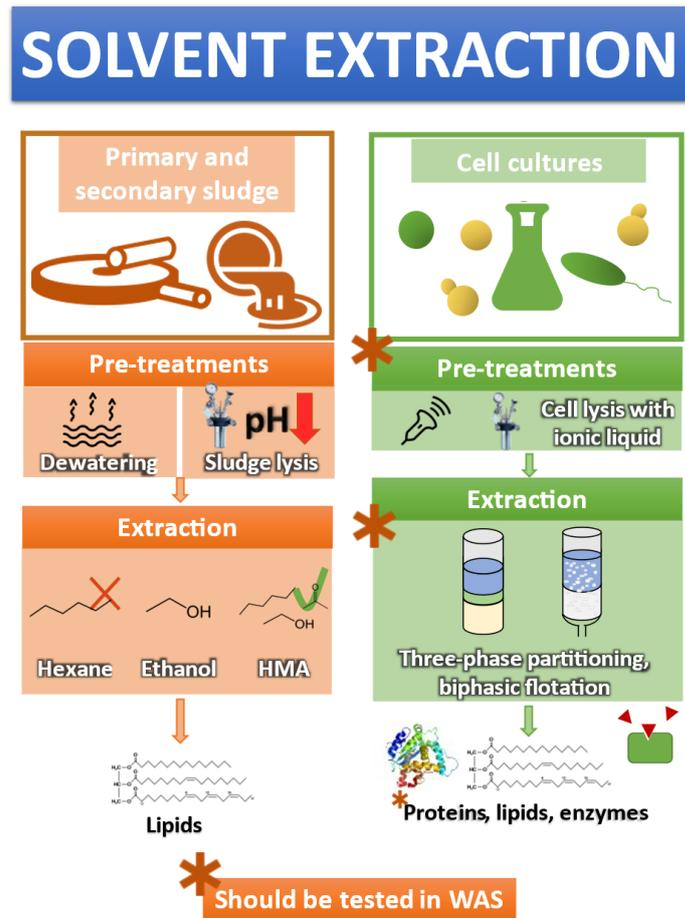 SOLVENT EXTRACTION
Primary and
secondary sludge
Pre-treatments
pH
Dewatering
Sludge lysis
Extraction
OH
O
OH
Hexane
Ethanol
HMA
Lipids
Cell cultures
Pre-treatments
Cell lysis with
ionic liquid
Extraction
Three-phase partitioning,
biphasic flotation
Proteins, lipids, enzymes
Should be tested in WAS